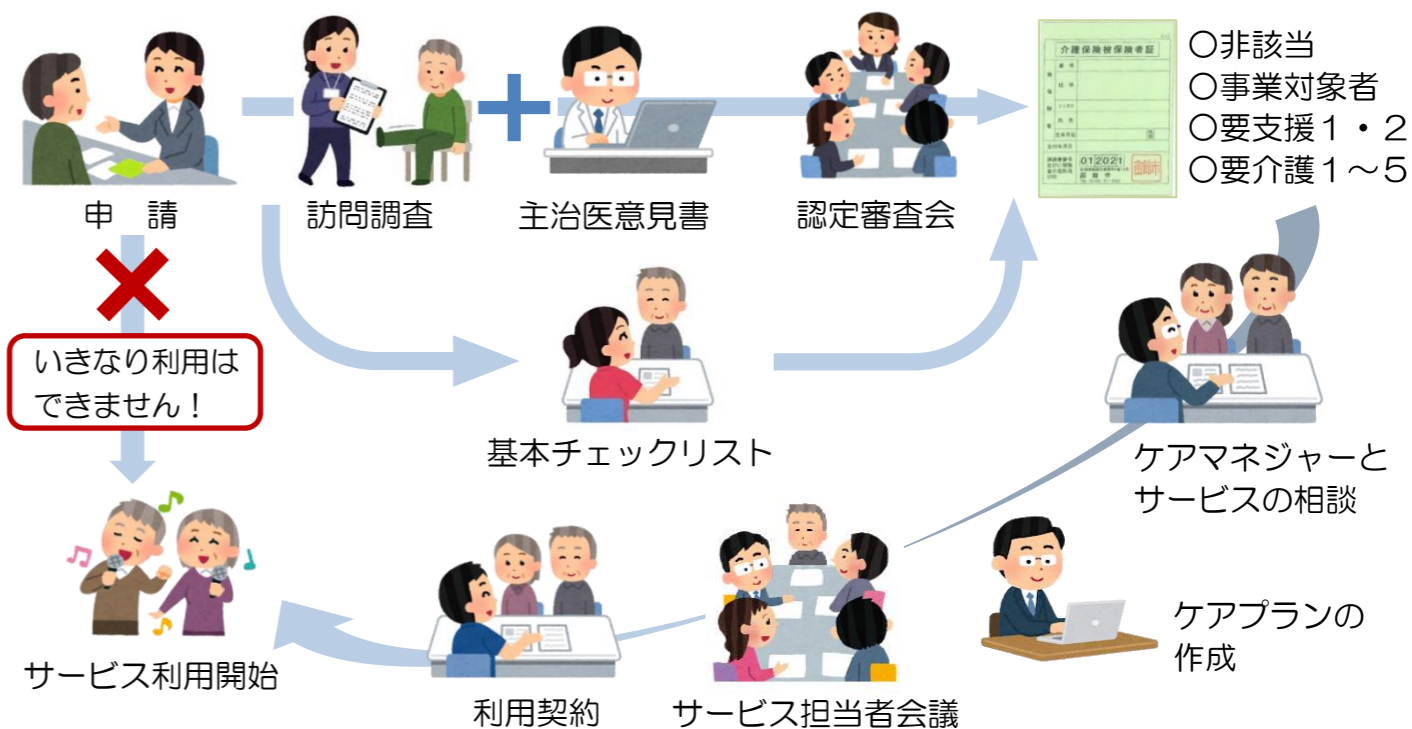 申 請
訪問調査
主治医意見書
認定審査会
介護保険被保険者証
012021
〇非該当
〇事業対象者
〇要支援１・２
〇要介護１～５
いきなり利用は
できません！
基本チェックリスト
ケアマネジャーと
サービスの相談
ケアプランの
作成
サービス担当者会議
利用契約
サービス利用開始